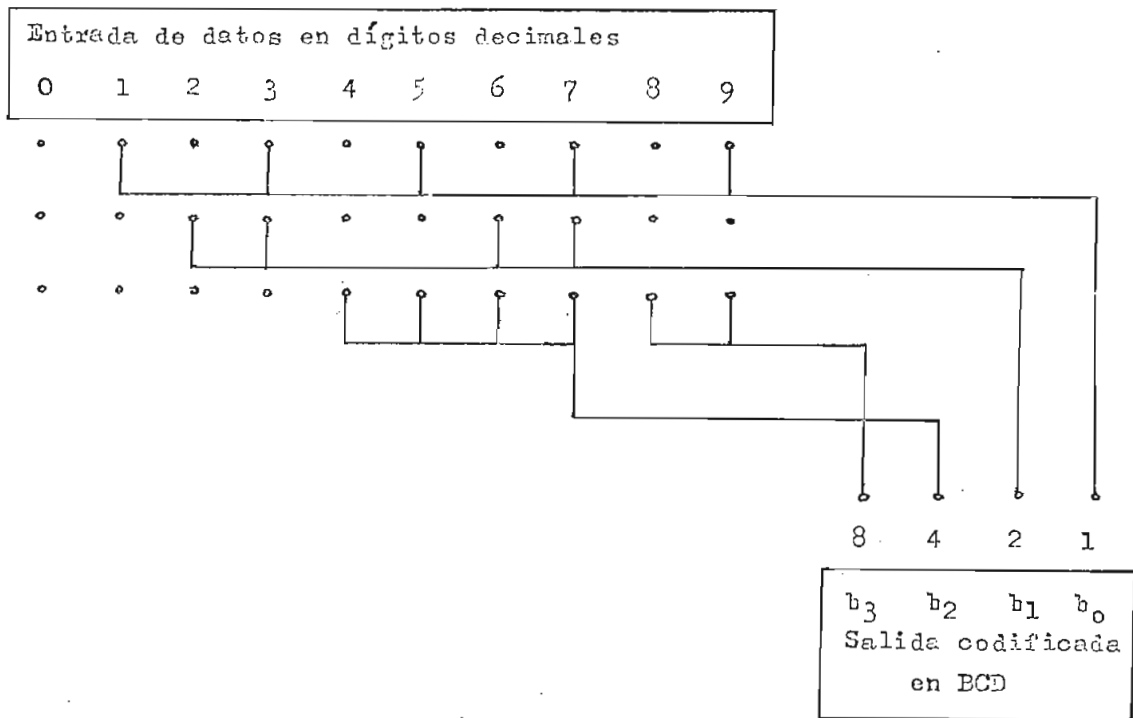 Entrada de datos en dígitos decimales
0 1 2 3 4 5 6 7 8 9
8 4 2 1
b3 b2 b1 bo
Salida codificada
en BCD